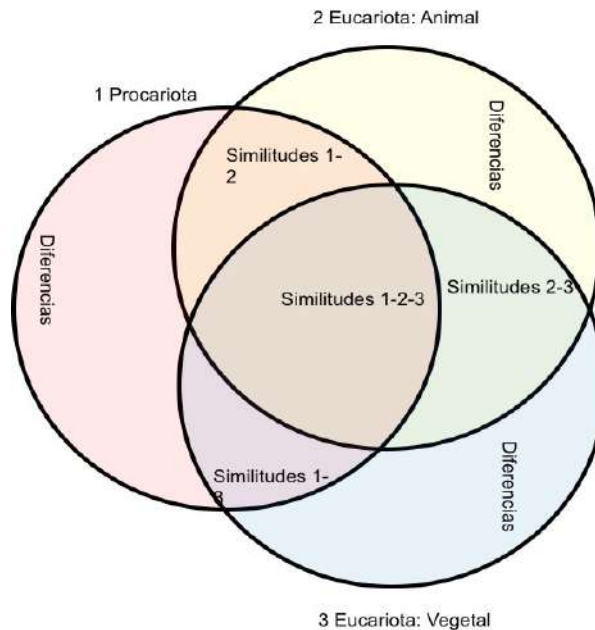 2 Eucariota: Animal
1 Procariota
Diferencias
Similitudes 1-
2
Diferencias
Similitudes 2-3
Similitudes 1-2-3
Diferencias
Similitudes 1-
3
3 Eucariota: Vegetal